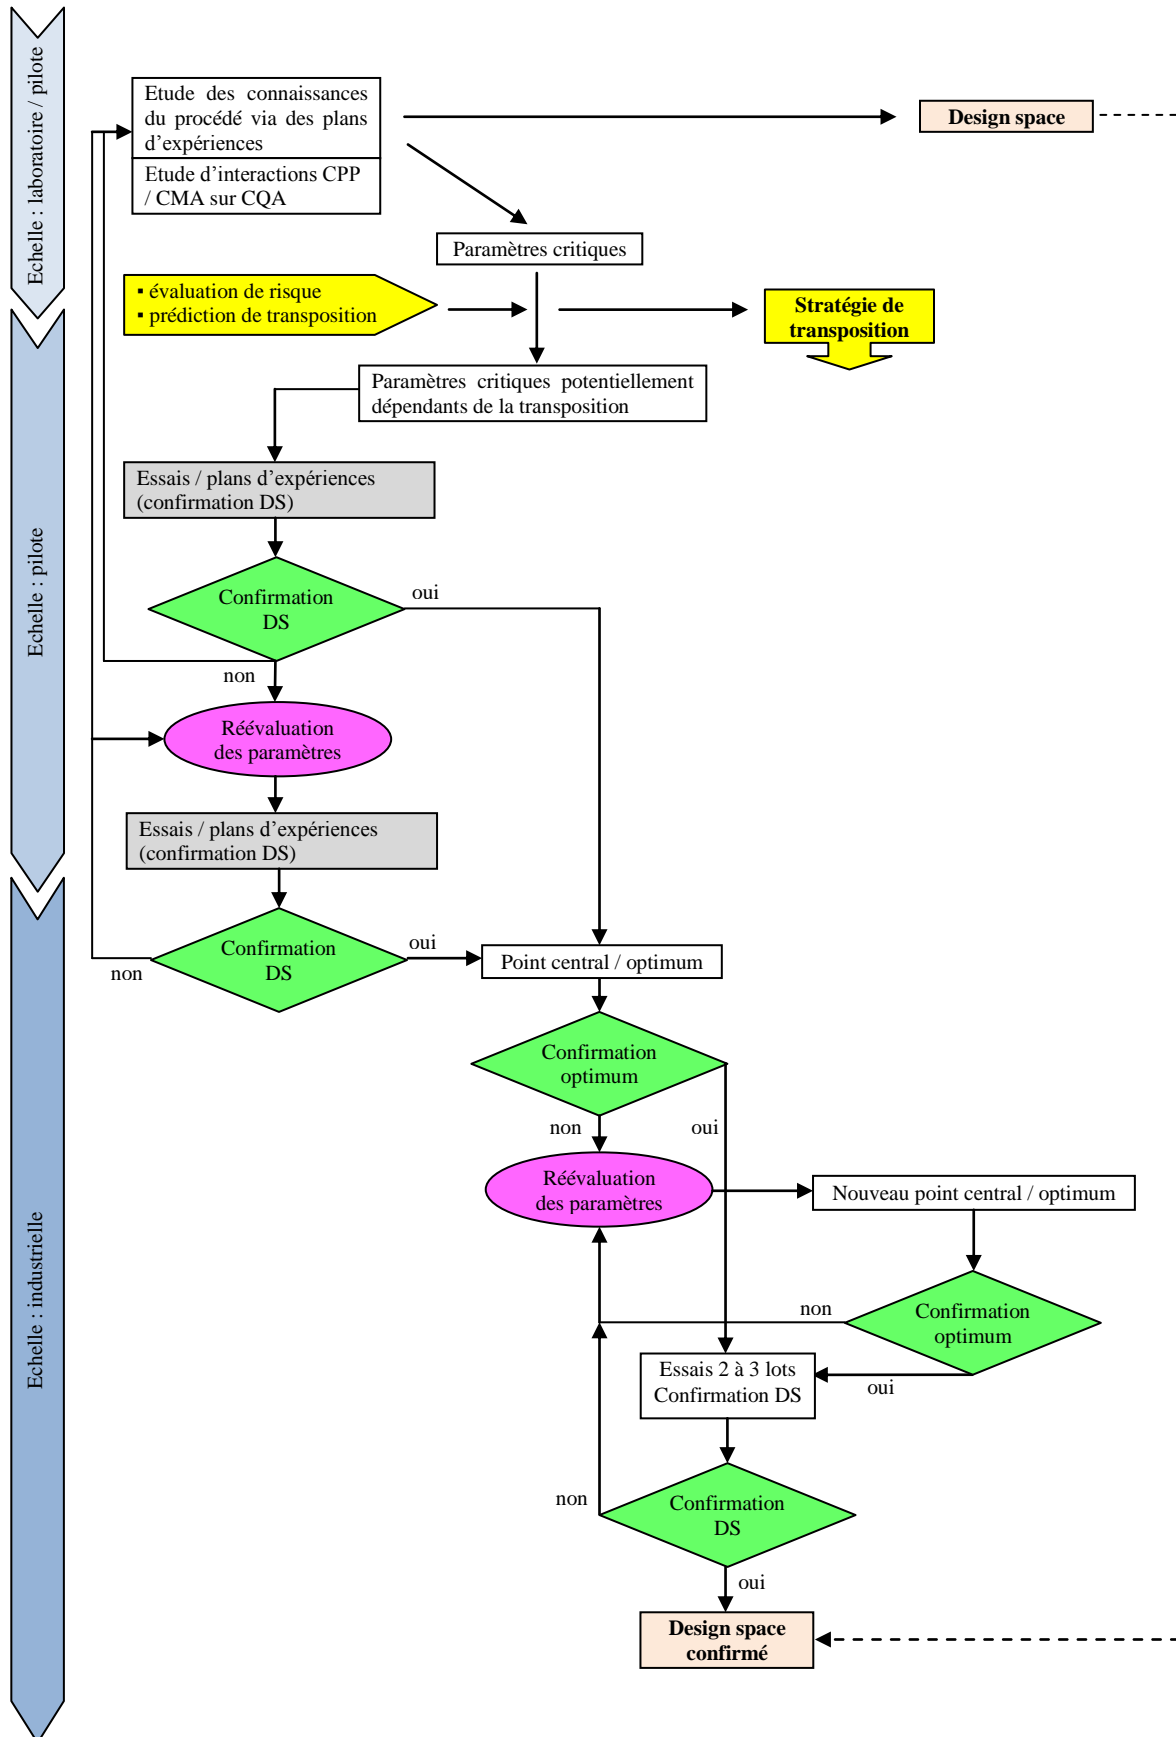 Echelle : laboratoire / pilote
Etude des connaissances
du procédé via des plans
d'expériences
Etude d'interactions CPP
/ CMA sur CQA
Design space
Paramètres critiques
▪ évaluation de risque
▪ prédiction de transposition
Stratégie de
transposition
Paramètres critiques potentiellement
dépendants de la transposition
Echelle : pilote
Essais / plans d'expériences
(confirmation DS)
Confirmation
DS
oui
non
Réévaluation
des paramètres
Essais / plans d'expériences
(confirmation DS)
Confirmation
DS
oui
non
Point central / optimum
Echelle : industrielle
Confirmation
optimum
non
oui
Réévaluation
des paramètres
Nouveau point central / optimum
Confirmation
optimum
non
oui
Essais 2 à 3 lots
Confirmation DS
Confirmation
DS
non
oui
Design space
confirmé